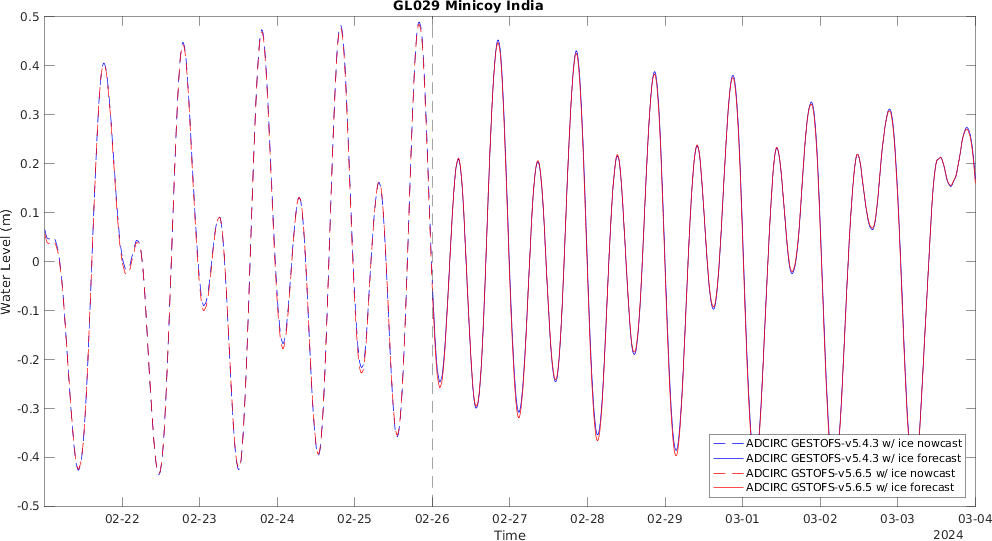 GL029 Minicoy India
0.5
0.4
0.3
0.2
0.1
0
-0.1
-0.2
-0.3
-0.4
-0.5
Water Level (m)
ADCIRC GESTOFS-v5.4.3 w/ ice nowcast
ADCIRC GESTOFS-v5.4.3 w/ ice forecast
ADCIRC GSTOFS-v5.6.5 w/ ice nowcast
ADCIRC GSTOFS-v5.6.5 w/ ice forecast
02-22 02-23 02-24 02-25 02-26 02-27 02-28 02-29 03-01 03-02 03-03 03-04
Time 2024